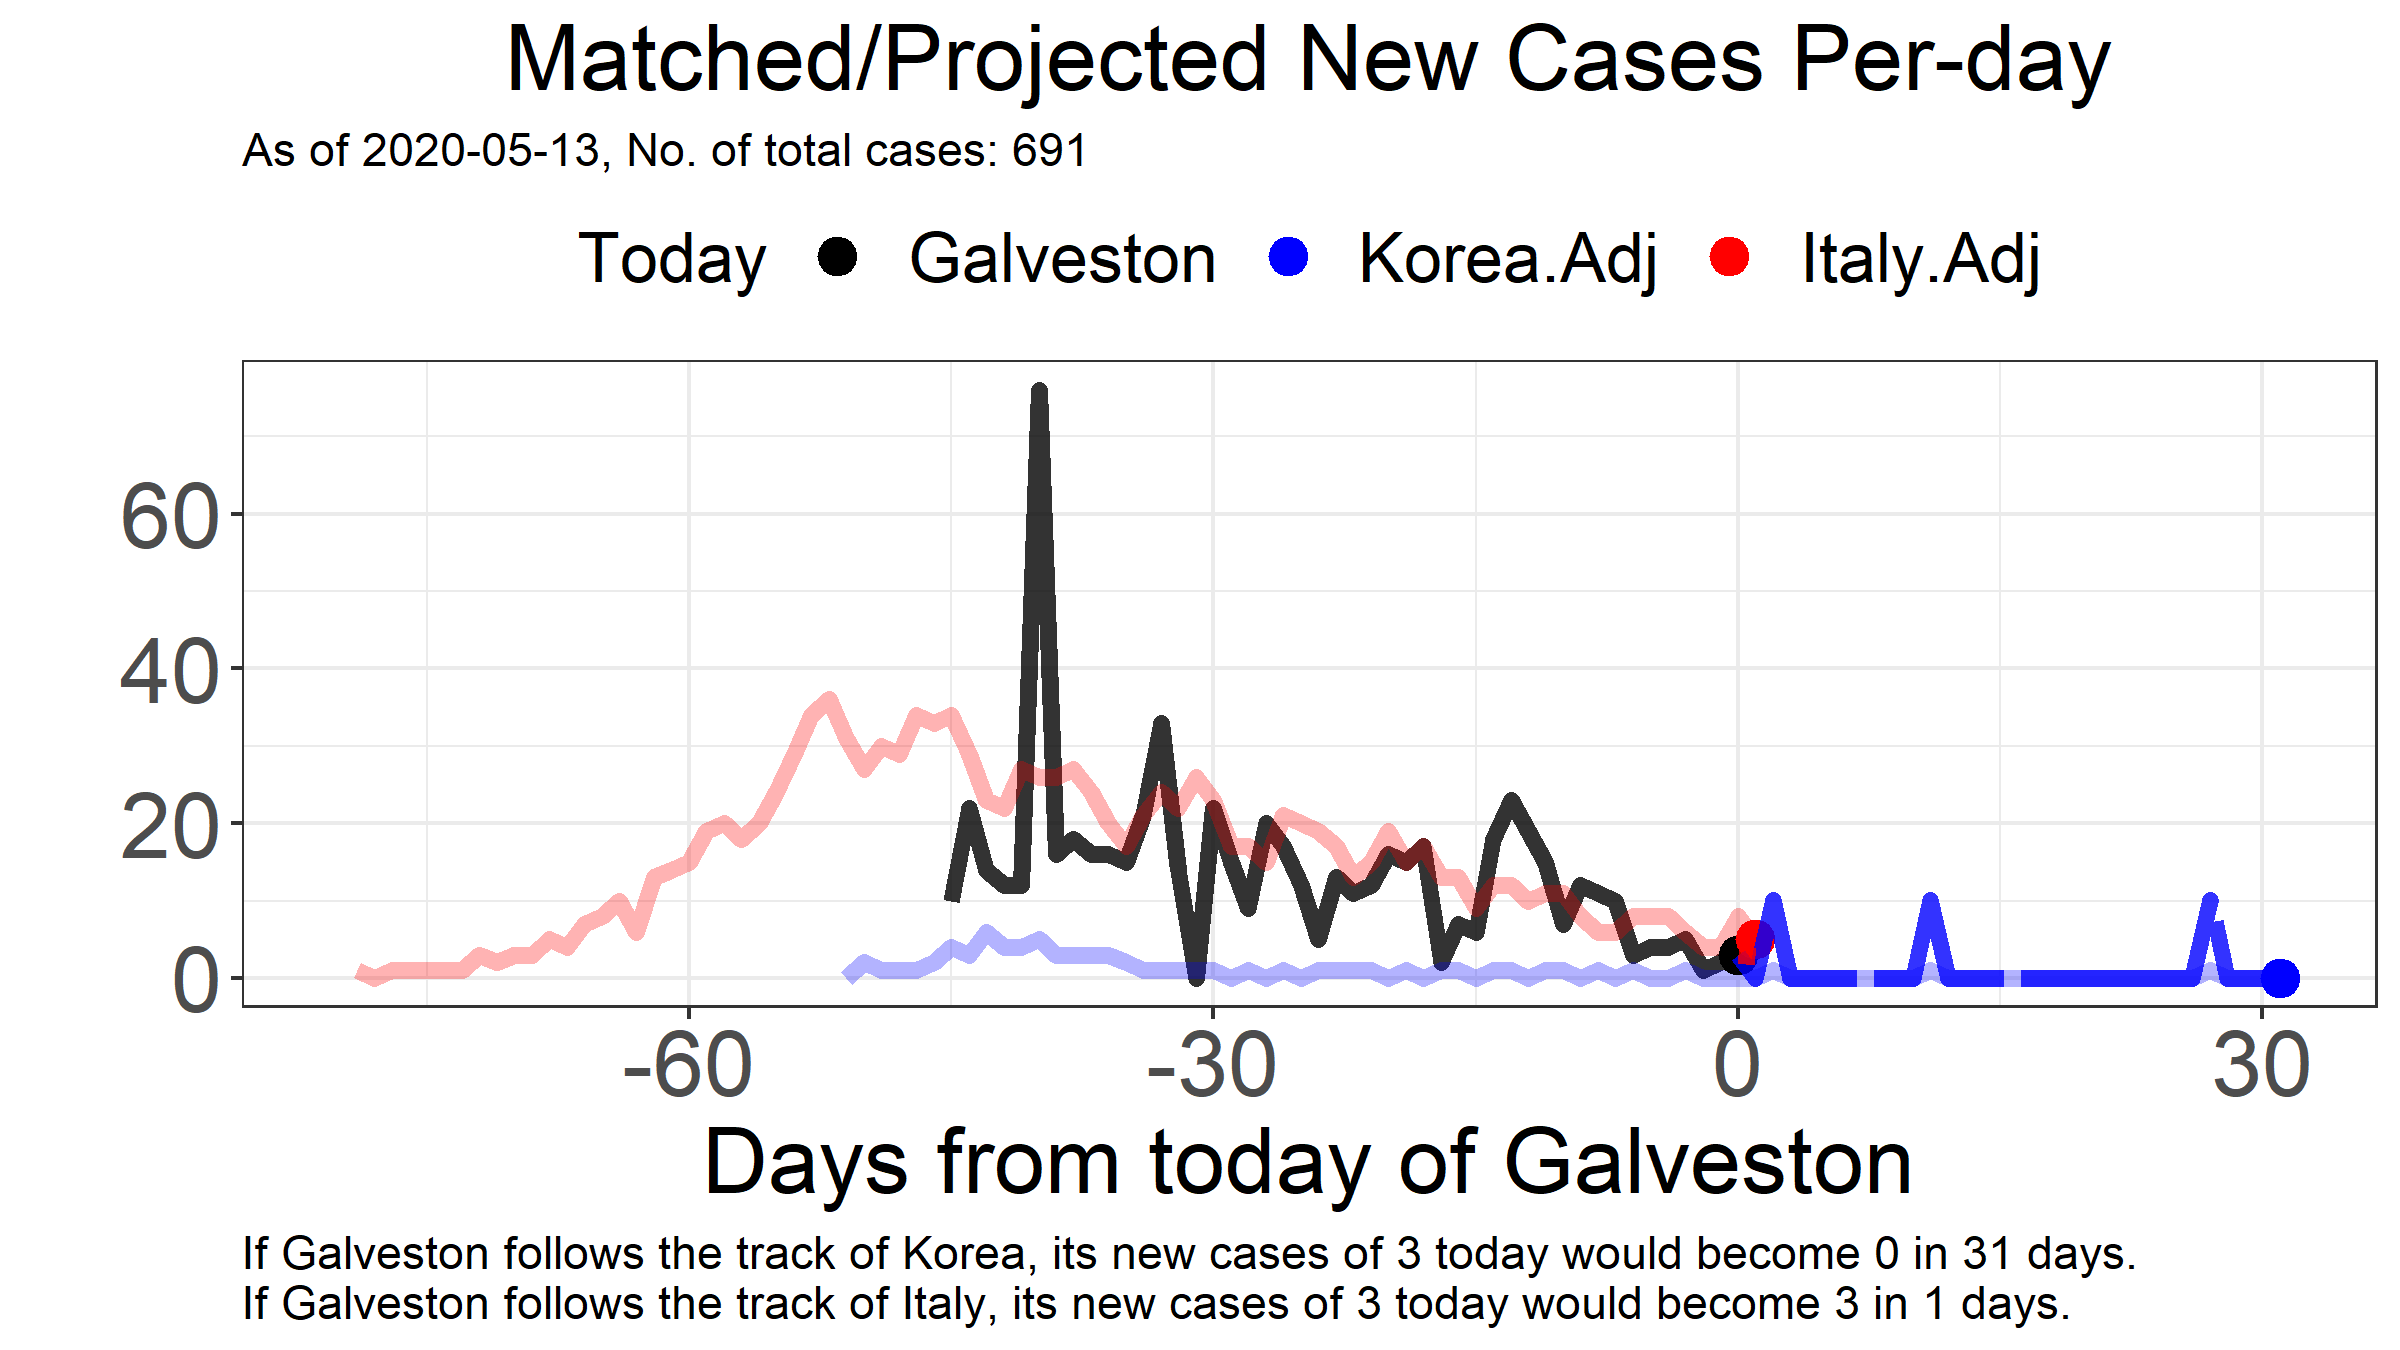 Matched/Projected New Cases Per-day
As of 2020-05-13, No. of total cases: 691
Today Galveston Korea.Adj Italy.Adj
60
40
20
0
-60 -30 0 30
Days from today of Galveston
If Galveston follows the track of Korea, its new cases of 3 today would become 0 in 31 days.
If Galveston follows the track of Italy, its new cases of 3 today would become 3 in 1 days.